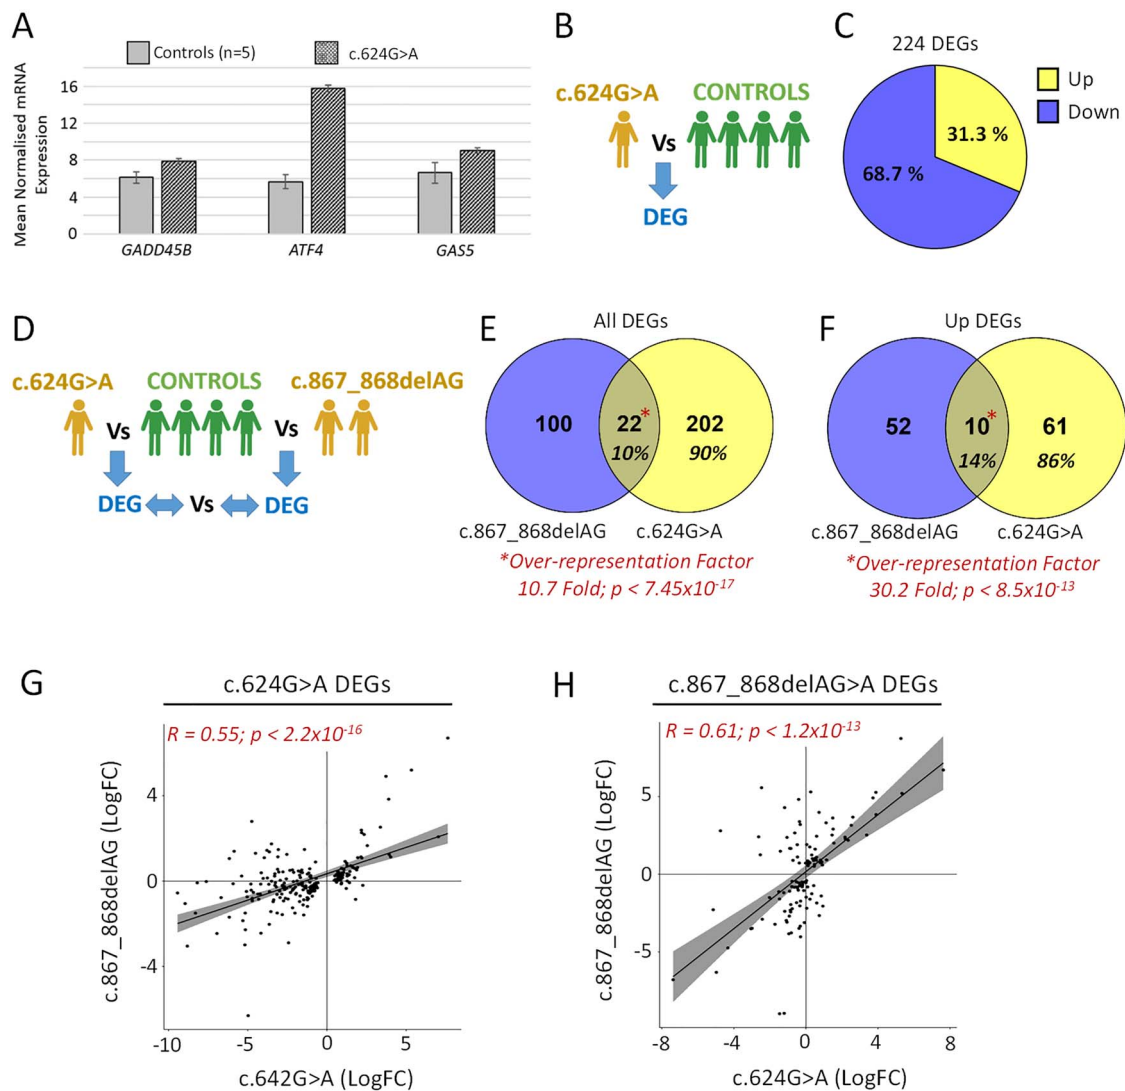 A
Controls (n=5)
c.624G>A
Mean Normalised mRNA
Expression
16
12
8
4
0
GADD45B
ATF4
GAS5
B
c.624G>A
CONTROLS
Vs
DEG
C
224 DEGs
Up
Down
31.3 %
68.7 %
D
c.624G>A
CONTROLS
c.867_868delAG
Vs
Vs
DEG
Vs
DEG
E
All DEGs
100
22*
202
10%
90%
c.867_868delAG
c.624G>A
*Over-representation Factor
10.7 Fold; p < 7.45x10⁻¹⁷
F
Up DEGs
52
10*
61
14%
86%
c.867_868delAG
c.624G>A
*Over-representation Factor
30.2 Fold; p < 8.5x10⁻¹³
G
c.624G>A DEGs
R = 0.55; p < 2.2x10⁻¹⁶
c.867_868delAG (LogFC)
4
0
-4
-10
-5
0
5
c.642G>A (LogFC)
H
c.867_868delAG>A DEGs
R = 0.61; p < 1.2x10⁻¹³
c.867_868delAG (LogFC)
5
0
-5
-8
-4
0
4
8
c.624G>A (LogFC)